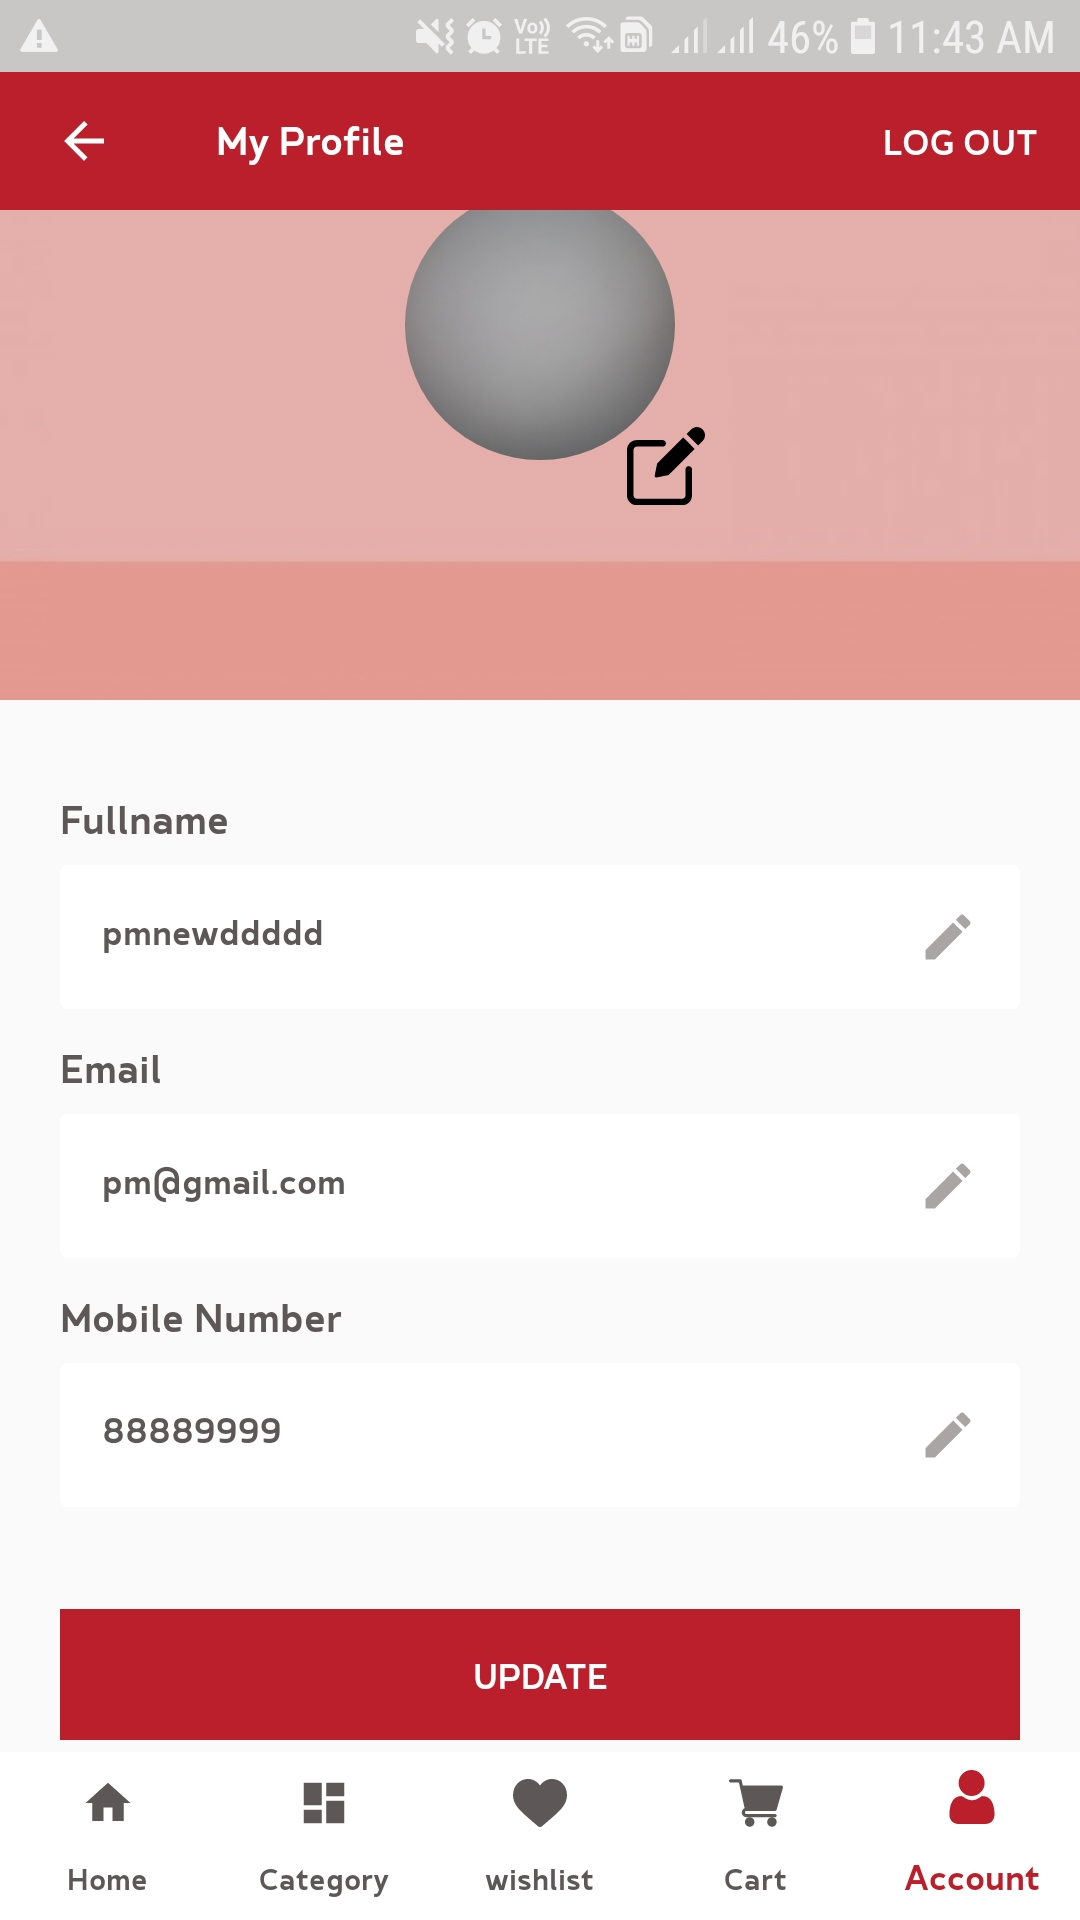 Vo)) LTE 46% 11:43 AM
My Profile LOG OUT
Fullname
pmnewddddd
Email
pm@gmail.com
Mobile Number
88889999
UPDATE
Home Category wishlist Cart Account